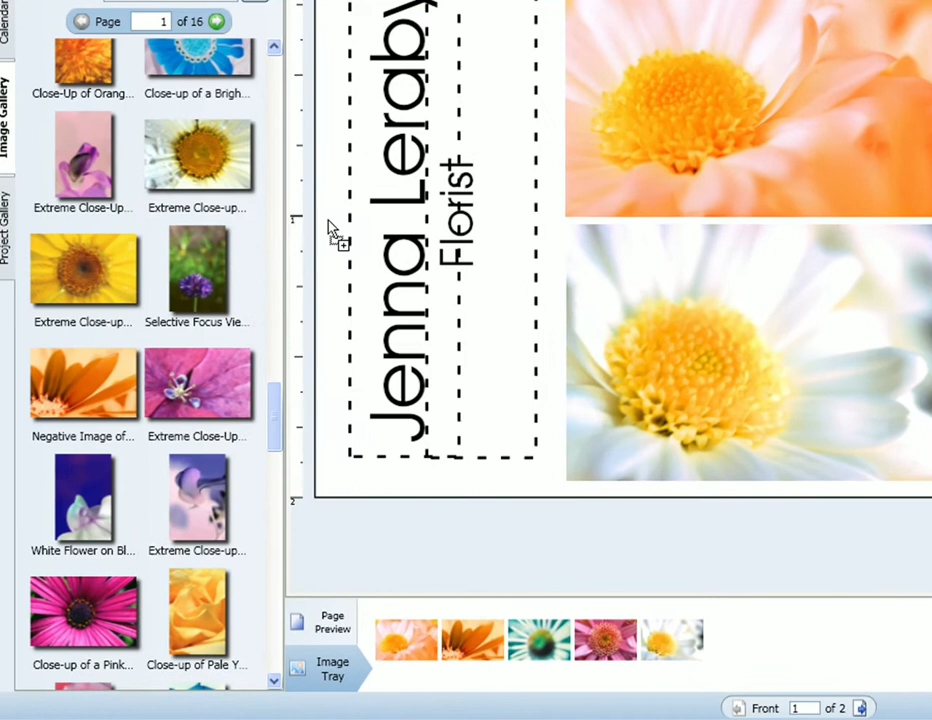 Calendar
Image Gallery
Project Gallery
Page 1 of 16
Close-Up of Orang...
Close-up of a Brigh...
Extreme Close-Up...
Extreme Close-up...
Extreme Close-up...
Selective Focus Vie...
Negative Image of...
Extreme Close-Up...
White Flower on Bl...
Extreme Close-up...
Close-up of a Pink...
Close-up of Pale Y...
1
2
Jenna Leraby
Florist
Page
Preview
Image
Tray
Front 1 of 2